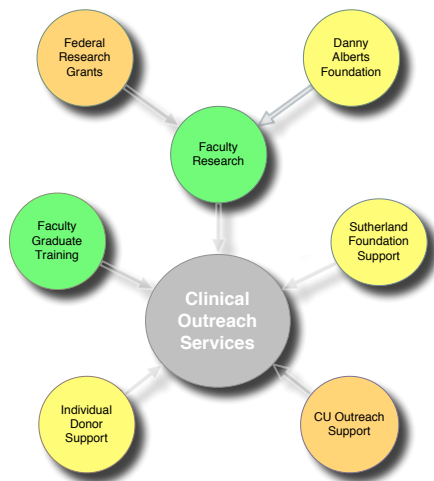 Federal
Research
Grants
Danny
Alberts
Foundation
Faculty
Research
Faculty
Graduate
Training
Sutherland
Foundation
Support
Clinical
Outreach
Services
Individual
Donor
Support
CU Outreach
Support